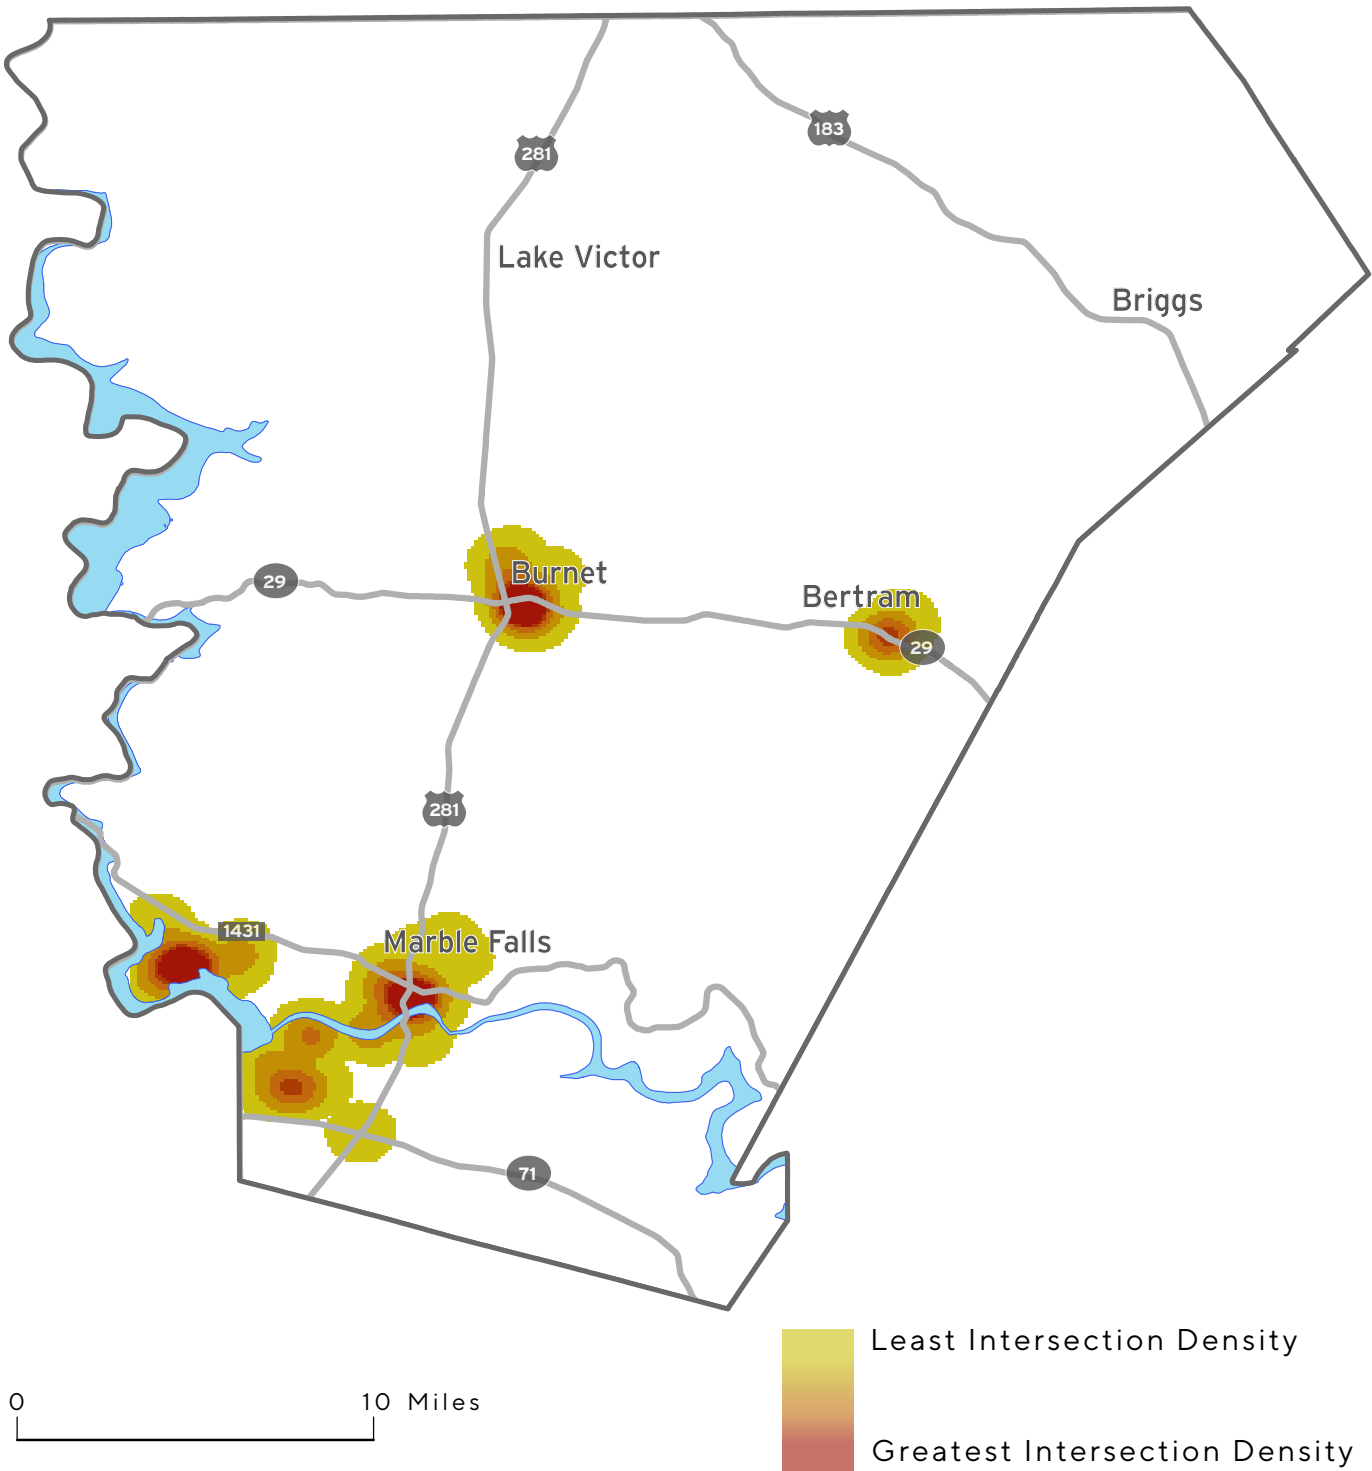 183
281
Lake Victor
Briggs
Burnet
29
Bertram
29
281
1431
Marble Falls
71
Least Intersection Density
0 10 Miles
Greatest Intersection Density